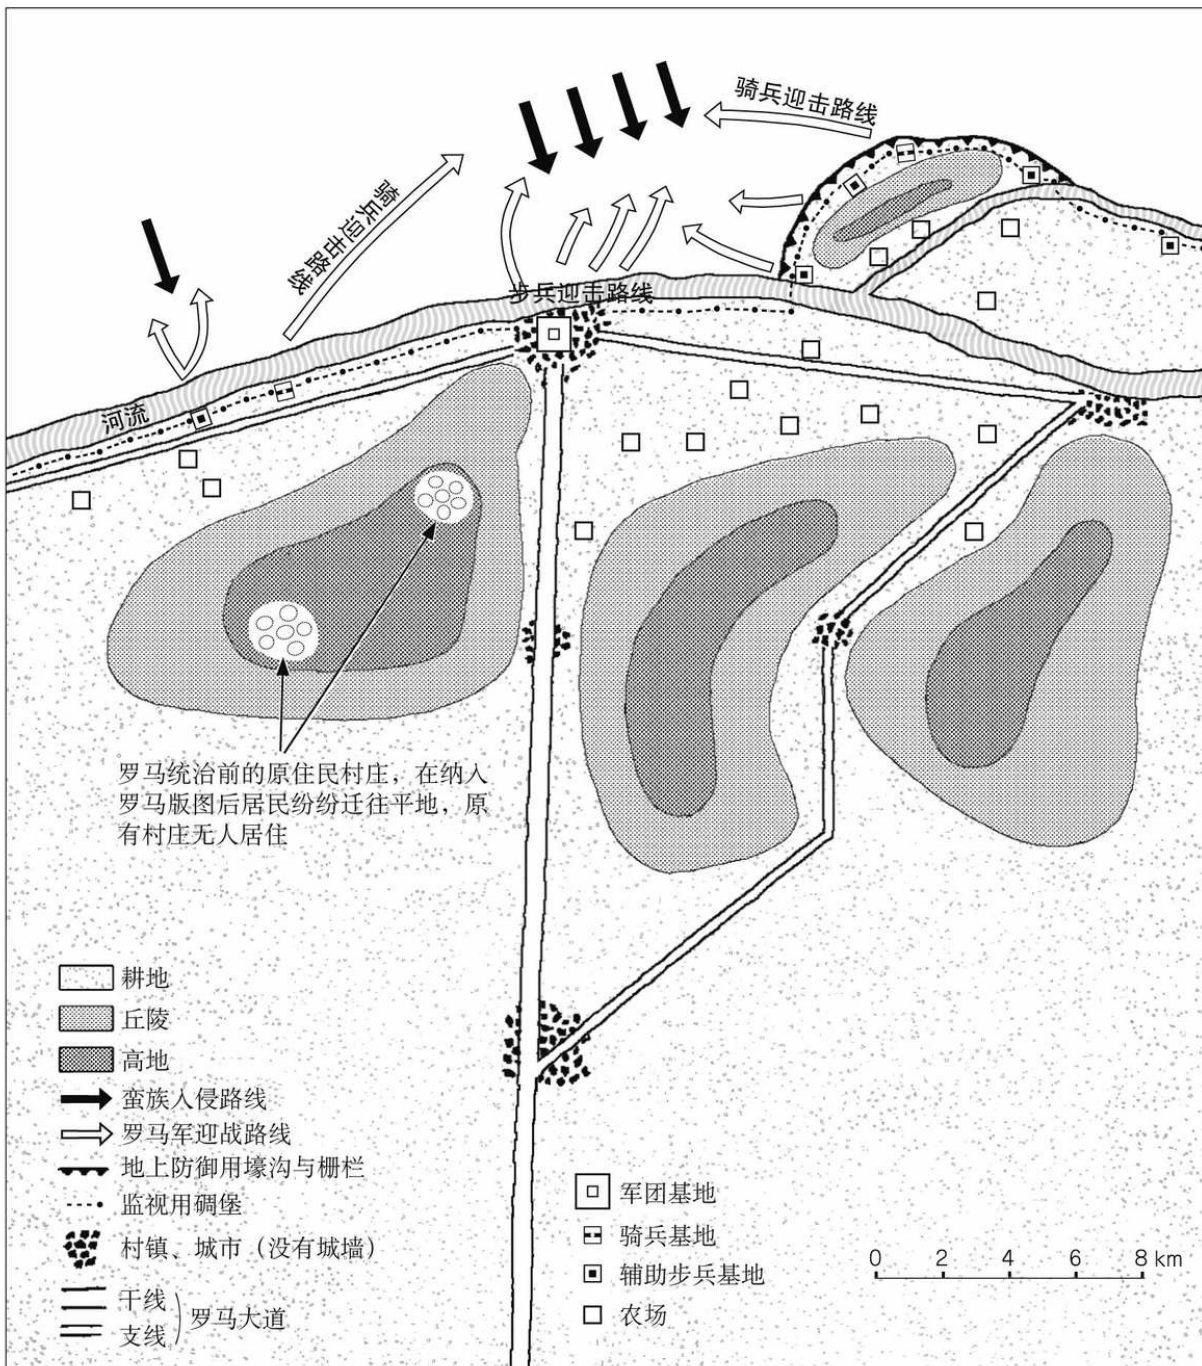 骑兵迎击路线
骑兵迎击路线
步兵迎击路线
河流
罗马统治前的原住民村庄，在纳入
罗马版图后居民纷纷迁往平地，原
有村庄无人居住
耕地
丘陵
高地
蛮族入侵路线
罗马军迎战路线
地上防御用壕沟与栅栏
监视用碉堡
村镇、城市（没有城墙）
干线
支线
罗马大道
军团基地
骑兵基地
辅助步兵基地
农场
0 2 4 6 8 km